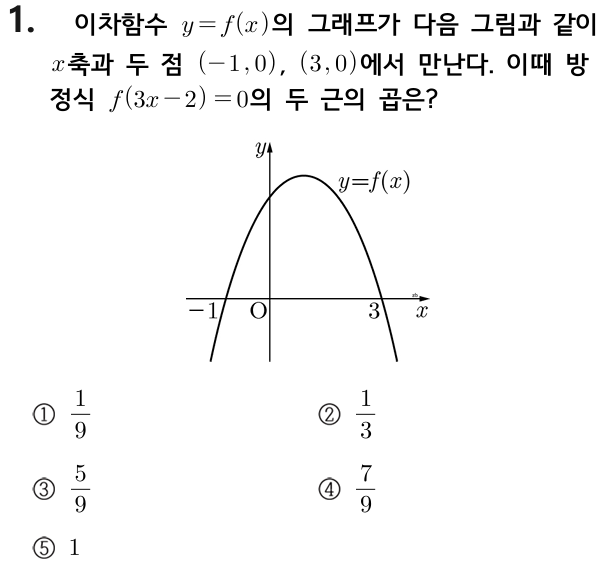 1. 이차함수 y=f(x)의 그래프가 다음 그림과 같이
x축과 두 점 (−1,0), (3,0)에서 만난다. 이때 방
정식 f(3x−2)=0의 두 근의 곱은?
y
y=f(x)
−1 O 3 x
① 1/9 ② 1/3
③ 5/9 ④ 7/9
⑤ 1